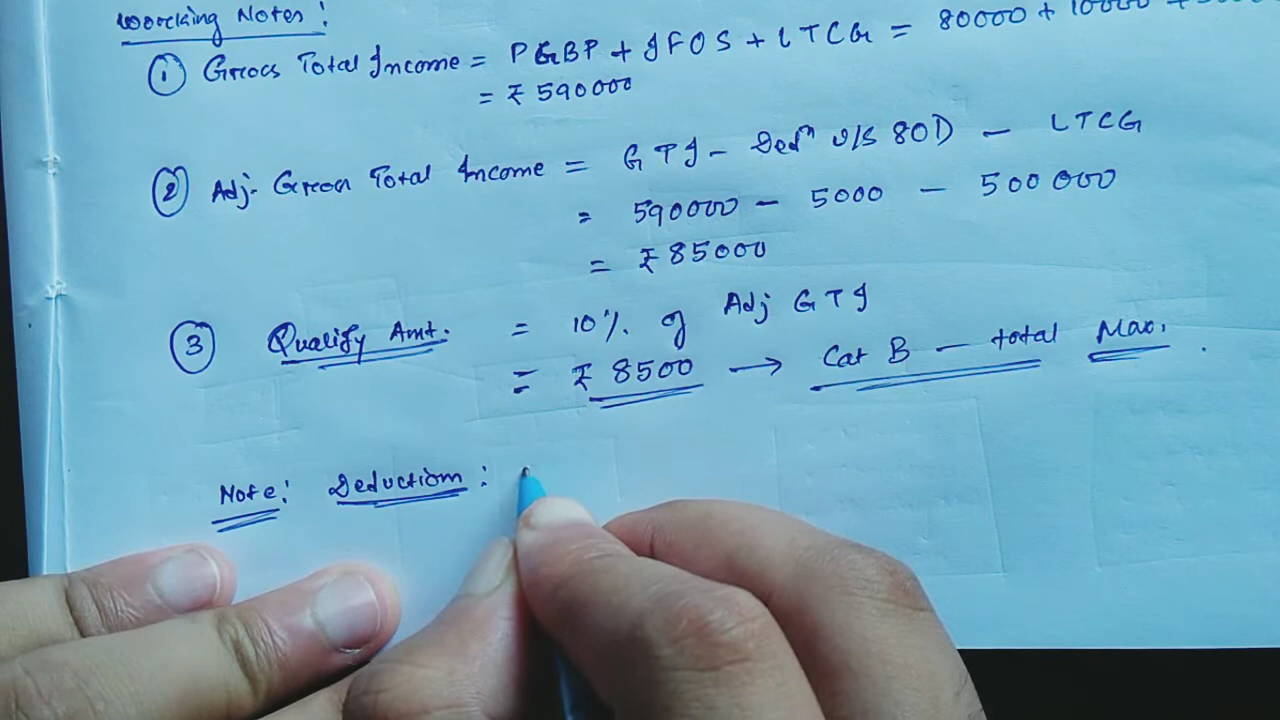 Working Notes:
① Gross Total Income = PGBP + IFOS + LTCG = 80000 + 10000 +
= ₹ 590000
② Adj. Gross Total Income = GTI - Dedn U/S 80D - LTCG
= 590000 - 5000 - 500000
= ₹ 85000
③ Qualify Amt. = 10% of Adj GTI
= ₹ 8500 → Cat B - total Max.
Note: Deduction: